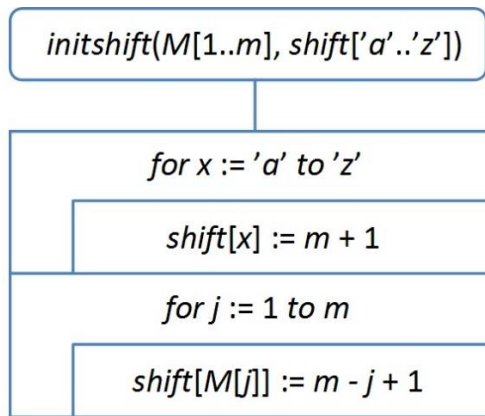 initshift(M[1..m], shift['a'..'z'])
for x := 'a' to 'z'
shift[x] := m + 1
for j := 1 to m
shift[M[j]] := m - j + 1